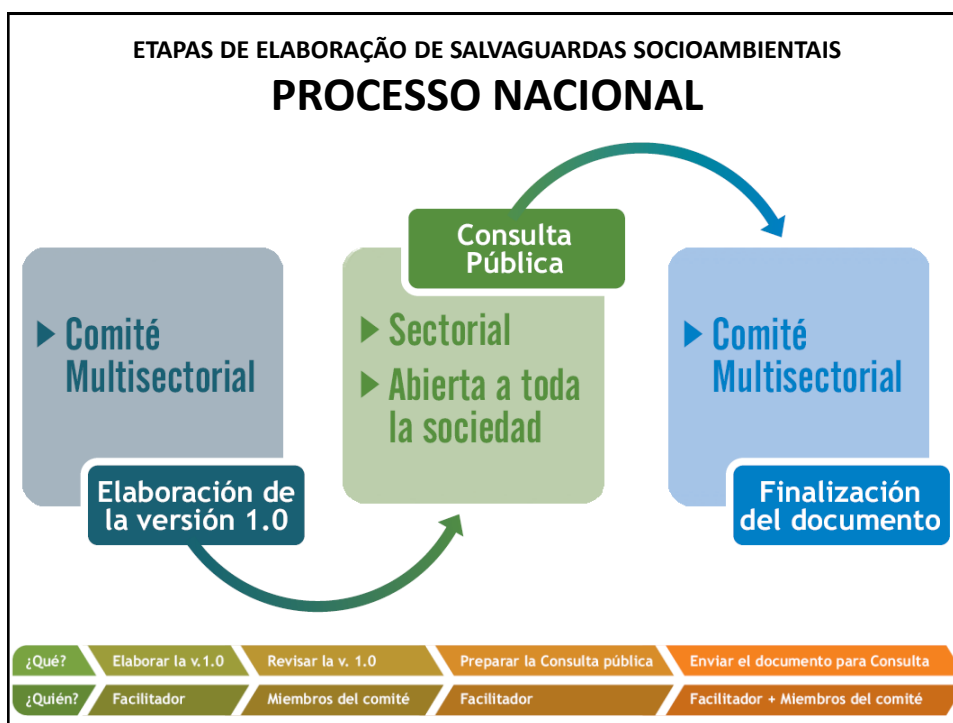 ETAPAS DE ELABORAÇÃO DE SALVAGUARDAS SOCIOAMBIENTAIS
PROCESSO NACIONAL
▶ Comité
Multisectorial
Elaboración de
la versión 1.0
Consulta
Pública
▶ Sectorial
▶ Abierta a toda
la sociedad
▶ Comité
Multisectorial
Finalización
del documento
¿Qué? Elaborar la v.1.0 Revisar la v. 1.0 Preparar la Consulta pública Enviar el documento para Consulta
¿Quién? Facilitador Miembros del comité Facilitador Facilitador + Miembros del comité